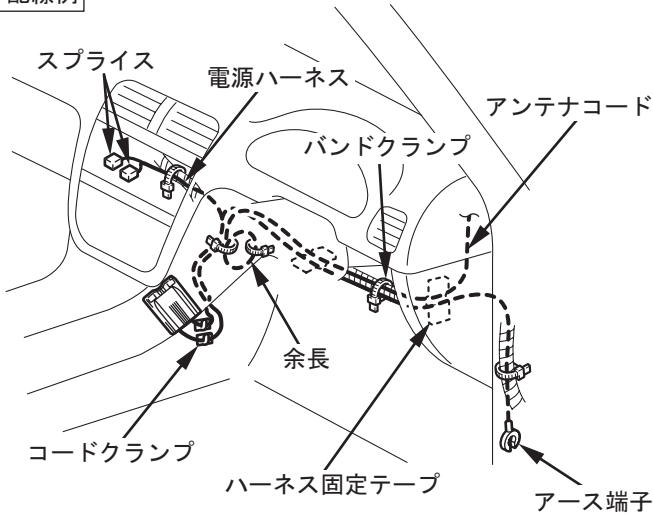 配線例
スプライス
電源ハーネス
アンテナコード
バンドクランプ
余長
コードクランプ
ハーネス固定テープ
アース端子